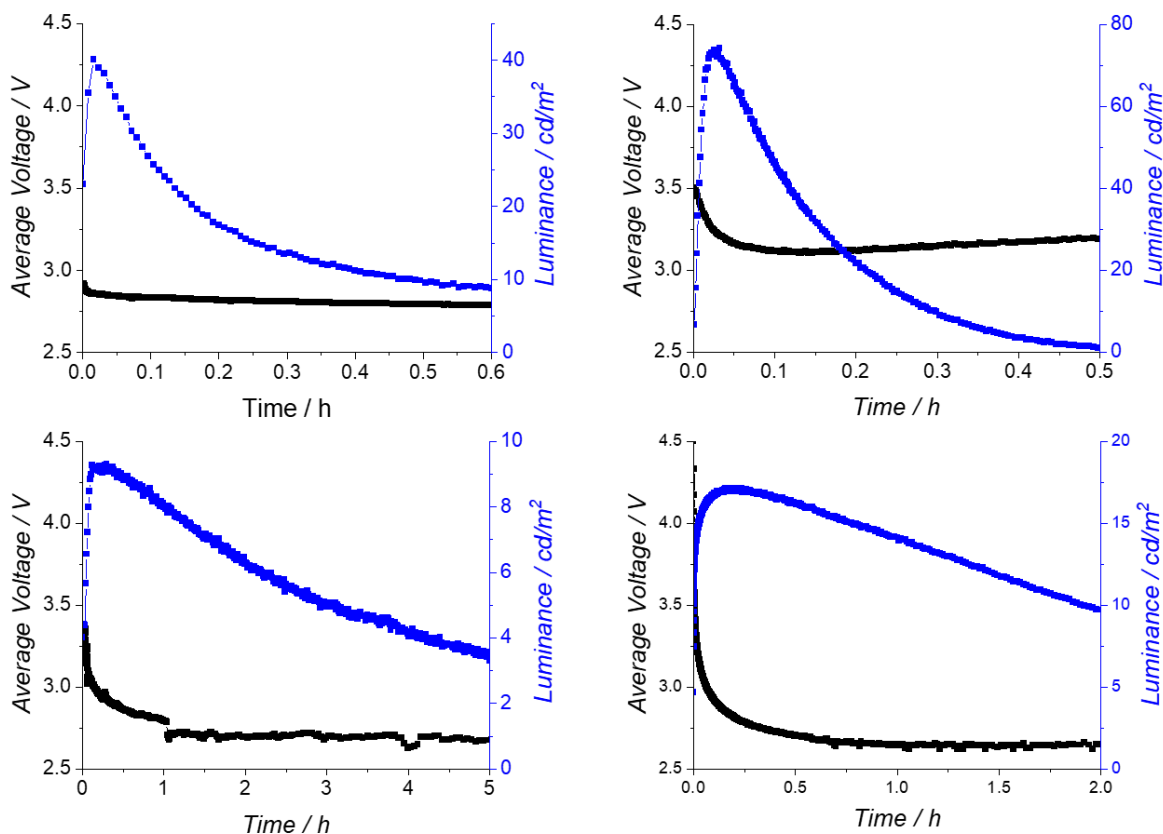 4.5
4.0
3.5
3.0
2.5
Average Voltage / V
0.0 0.1 0.2 0.3 0.4 0.5 0.6
Time / h
40
30
20
10
0
Luminance / cd/m²
4.5
4.0
3.5
3.0
2.5
Average Voltage / V
0.0 0.1 0.2 0.3 0.4 0.5
Time / h
80
60
40
20
0
Luminance / cd/m²
4.5
4.0
3.5
3.0
2.5
Average Voltage / V
0 1 2 3 4 5
Time / h
10
8
6
4
2
0
Luminance / cd/m²
4.5
4.0
3.5
3.0
2.5
Average Voltage / V
0.0 0.5 1.0 1.5 2.0
Time / h
20
15
10
5
0
Luminance / cd/m²